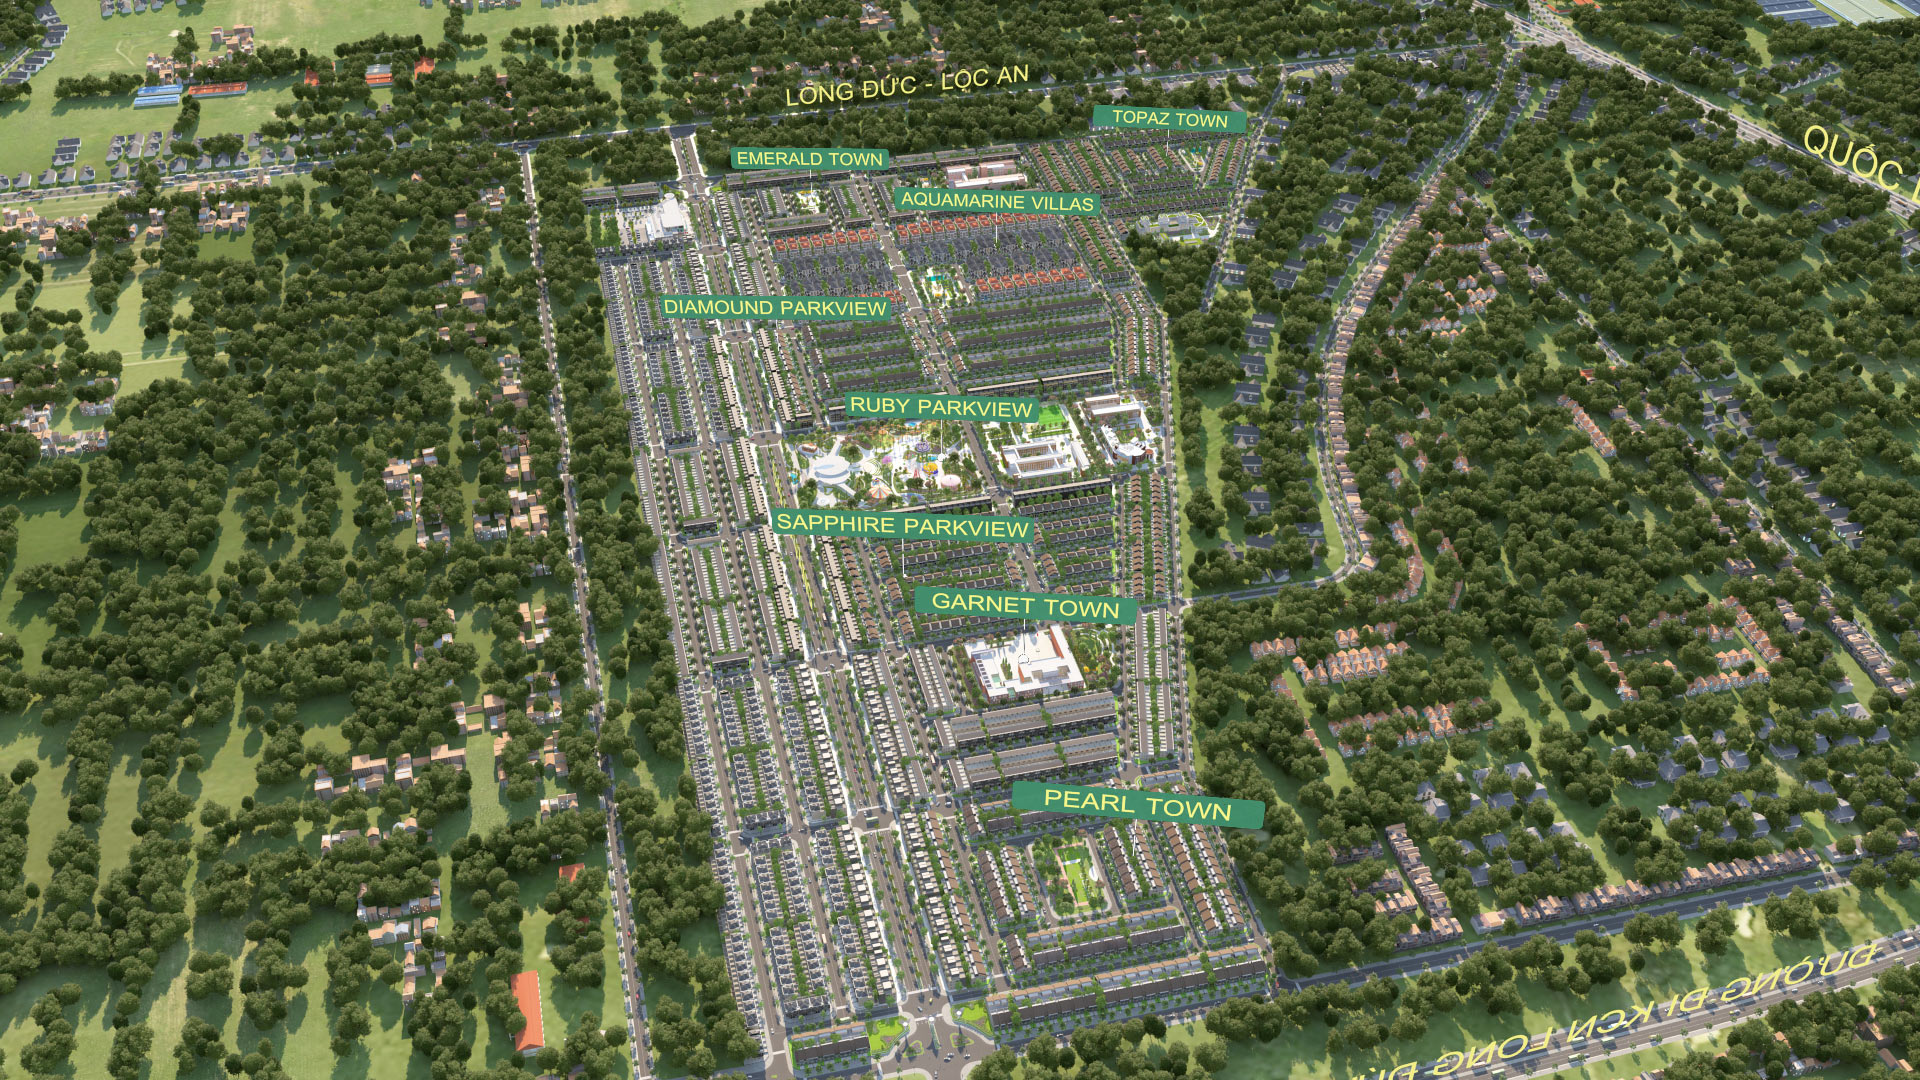 LONG ĐỨC - LỘC AN
TOPAZ TOWN
QUỐC
EMERALD TOWN
AQUAMARINE VILLAS
DIAMOUND PARKVIEW
RUBY PARKVIEW
SAPPHIRE PARKVIEW
GARNET TOWN
PEARL TOWN
ĐƯỜNG ĐI KCN LONG